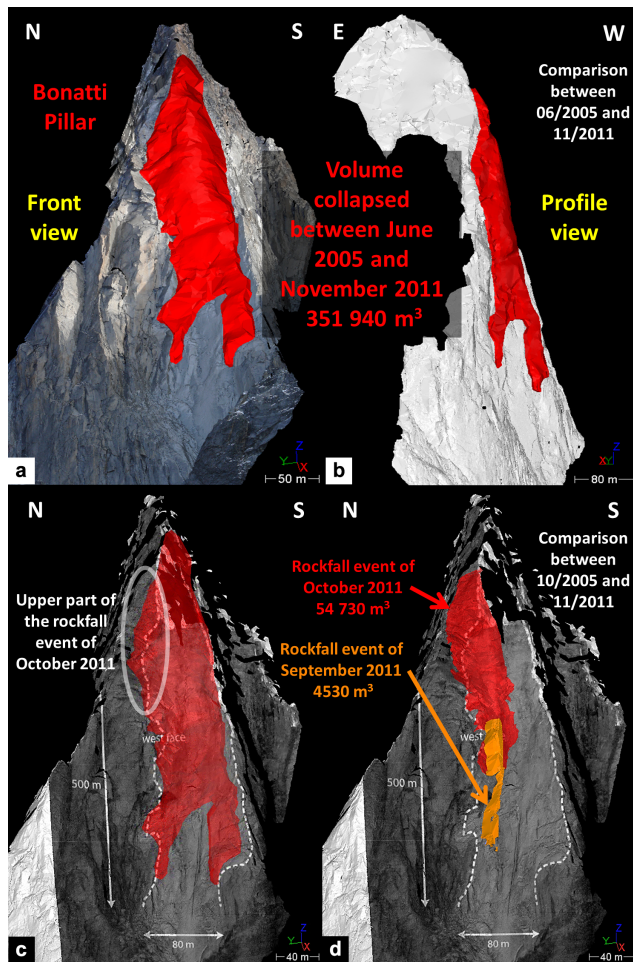 N
S
Bonatti
Pillar
Front
view
Z
Y
X
50 m
a
E
W
Comparison
between
06/2005 and
11/2011
Volume
collapsed
between June
2005 and
November 2011
351 940 m³
Profile
view
Z
X
Y
80 m
b
N
S
Upper part of
the rockfall
event of
October 2011
west face
500 m
80 m
Z
Y
X
40 m
c
N
S
Comparison
between
10/2005 and
11/2011
Rockfall event of
October 2011
54 730 m³
Rockfall event of
September 2011
4530 m³
west
500 m
80 m
Z
Y
X
40 m
d